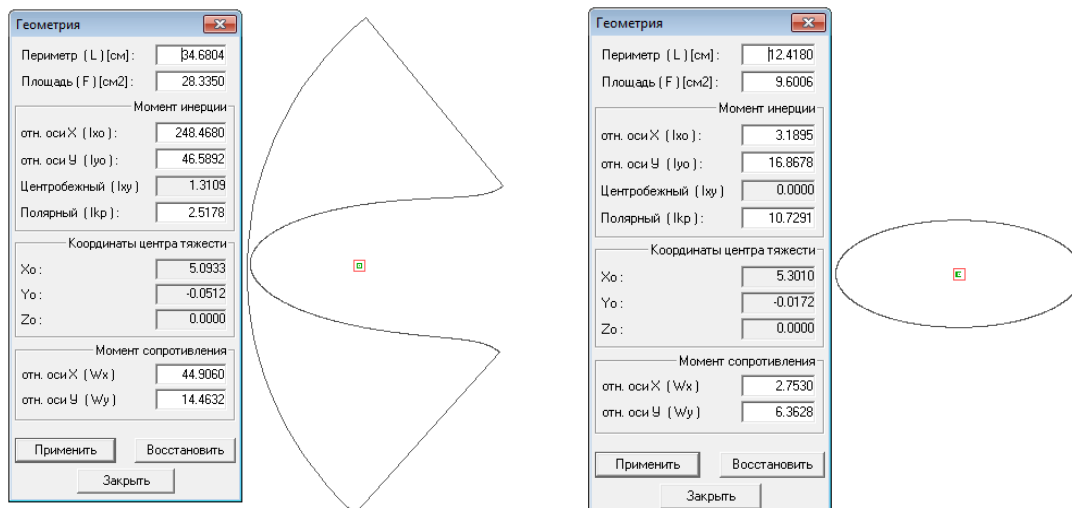 Геометрия
Периметр (L) [см]: 34.6804
Площадь (F) [см2]: 28.3350
Момент инерции
отн. оси X (Ixo): 248.4680
отн. оси У (Iyo): 46.5892
Центробежный (Ixy) 1.3109
Полярный (Ikp): 2.5178
Координаты центра тяжести
Xo: 5.0933
Yo: -0.0512
Zo: 0.0000
Момент сопротивления
отн. оси X (Wx) 44.9060
отн. оси У (Wy) 14.4632
Применить Восстановить
Закрыть
Геометрия
Периметр (L) [см]: 12.4180
Площадь (F) [см2]: 9.6006
Момент инерции
отн. оси X (Ixo): 3.1895
отн. оси У (Iyo): 16.8678
Центробежный (Ixy) 0.0000
Полярный (Ikp): 10.7291
Координаты центра тяжести
Xo: 5.3010
Yo: -0.0172
Zo: 0.0000
Момент сопротивления
отн. оси X (Wx) 2.7530
отн. оси У (Wy) 6.3628
Применить Восстановить
Закрыть